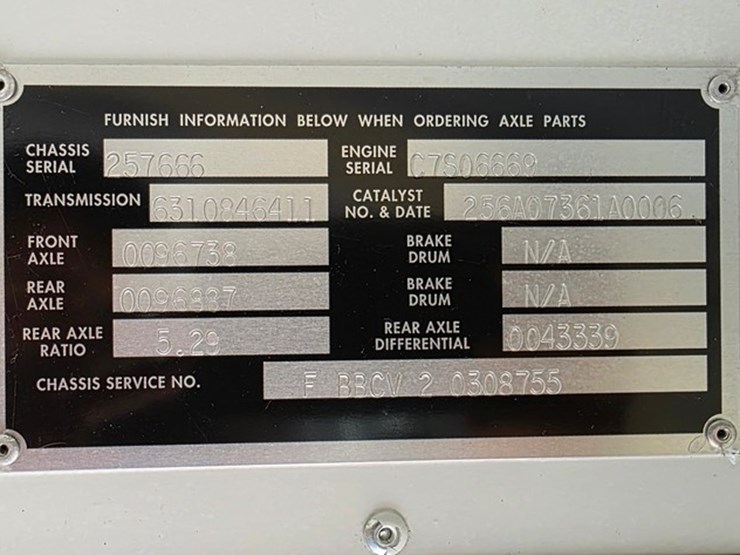 FURNISH INFORMATION BELOW WHEN ORDERING AXLE PARTS
CHASSIS SERIAL 257666 ENGINE SERIAL C7S06669
TRANSMISSION 6310846411 CATALYST NO. & DATE 256A07361A0006
FRONT AXLE 0096738 BRAKE DRUM N/A
REAR AXLE 0096887 BRAKE DRUM N/A
REAR AXLE RATIO 5.29 REAR AXLE DIFFERENTIAL 0043339
CHASSIS SERVICE NO. F BBCV 2 0308755